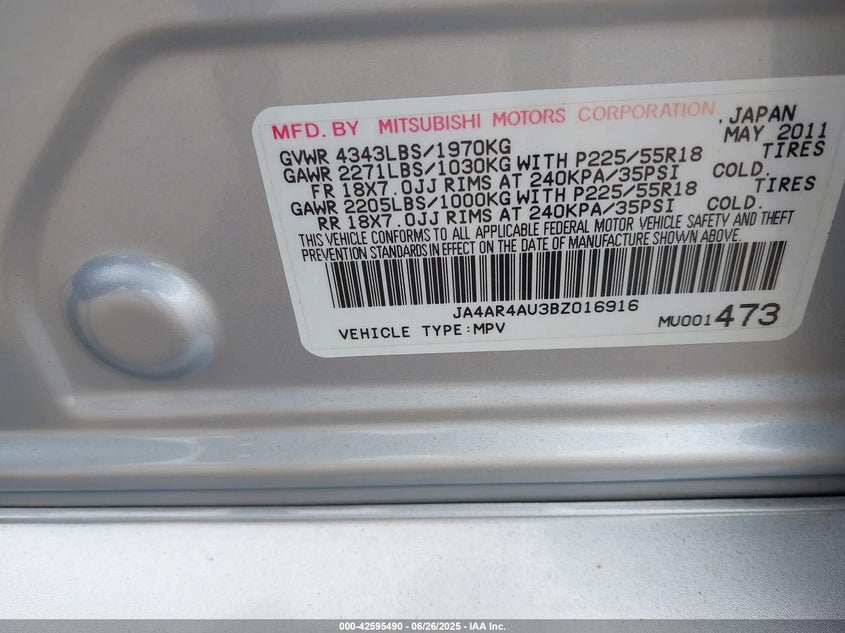 MFD. BY MITSUBISHI MOTORS CORPORATION, JAPAN
GVWR 4343LBS/1970KG MAY 2011
GAWR 2271LBS/1030KG WITH P225/55R18 TIRES
FR 18X7.0JJ RIMS AT 240KPA/35PSI COLD.
GAWR 2205LBS/1000KG WITH P225/55R18 TIRES
RR 18X7.0JJ RIMS AT 240KPA/35PSI COLD.
THIS VEHICLE CONFORMS TO ALL APPLICABLE FEDERAL MOTOR VEHICLE SAFETY AND THEFT
PREVENTION STANDARDS IN EFFECT ON THE DATE OF MANUFACTURE SHOWN ABOVE.
JA4AR4AU3BZ016916
VEHICLE TYPE:MPV MU001473
000-42595490 - 06/26/2025 - IAA Inc.